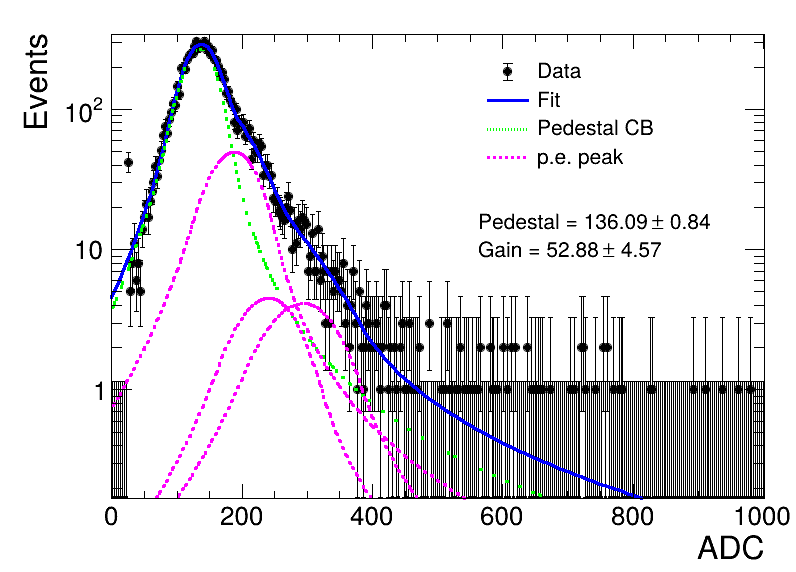 Events
10²
10
1
Data
Fit
Pedestal CB
p.e. peak
Pedestal = 136.09 ± 0.84
Gain = 52.88 ± 4.57
0 200 400 600 800 1000
ADC